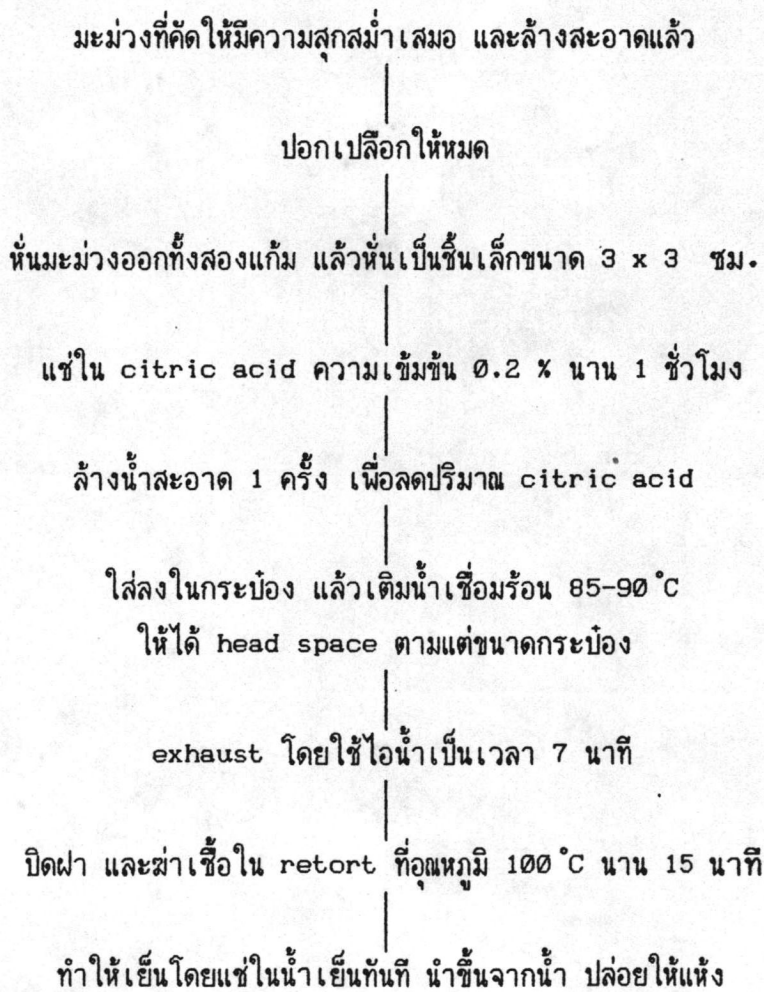 มะม่วงที่คัดให้มีความสุกสม่ำเสมอ และล้างสะอาดแล้ว
ปอกเปลือกให้หมด
หั่นมะม่วงออกทั้งสองแก้ม แล้วหั่นเป็นชิ้นเล็กขนาด 3 x 3 ซม.
แช่ใน citric acid ความเข้มข้น 0.2 % นาน 1 ชั่วโมง
ล้างน้ำสะอาด 1 ครั้ง เพื่อลดปริมาณ citric acid
ใส่ลงในกระป๋อง แล้วเติมน้ำเชื่อมร้อน 85-90 °C
ให้ได้ head space ตามแต่ขนาดกระป๋อง
exhaust โดยใช้ไอน้ำเป็นเวลา 7 นาที
ปิดฝา และฆ่าเชื้อใน retort ที่อุณหภูมิ 100 °C นาน 15 นาที
ทำให้เย็นโดยแช่ในน้ำเย็นทันที นำขึ้นจากน้ำ ปล่อยให้แห้ง